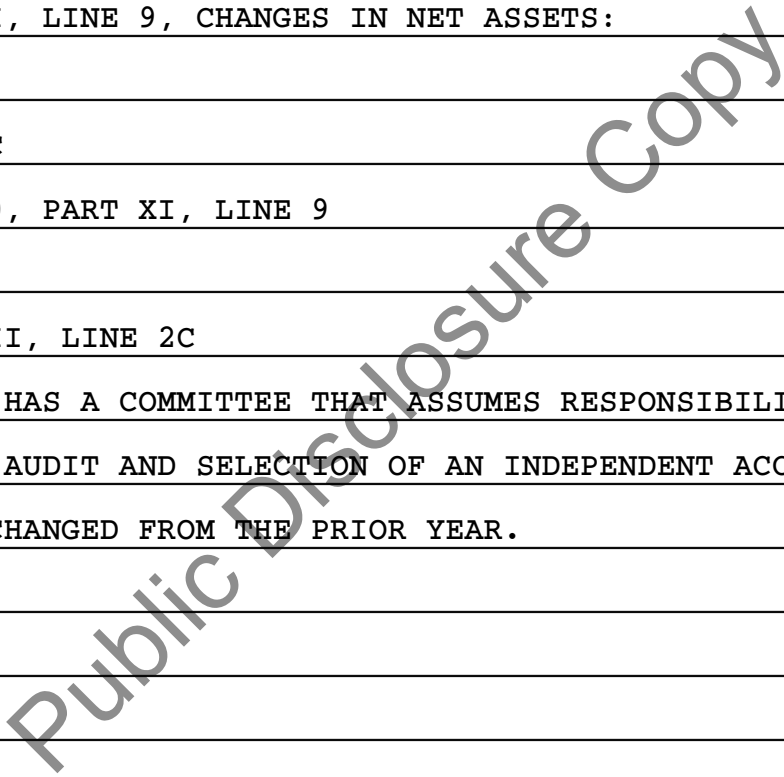 , LINE 9, CHANGES IN NET ASSETS:
, PART XI, LINE 9
II, LINE 2C
HAS A COMMITTEE THAT ASSUMES RESPONSIBILI
AUDIT AND SELECTION OF AN INDEPENDENT ACC
CHANGED FROM THE PRIOR YEAR.
Public Disclosure Copy